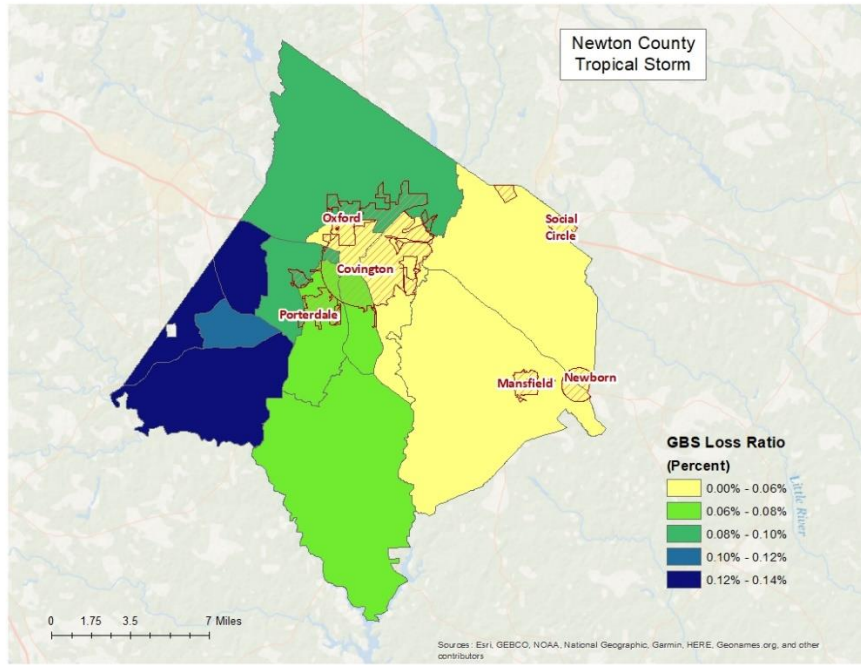 Newton County
Tropical Storm
Oxford
Social
Circle
Covington
Porterdale
Mansfield
Newborn
GBS Loss Ratio
(Percent)
0.00% - 0.06%
0.06% - 0.08%
0.08% - 0.10%
0.10% - 0.12%
0.12% - 0.14%
Little River
0 1.75 3.5 7 Miles
Sources: Esri, GEBCO, NOAA, National Geographic, Garmin, HERE, Geonames.org, and other
contributors